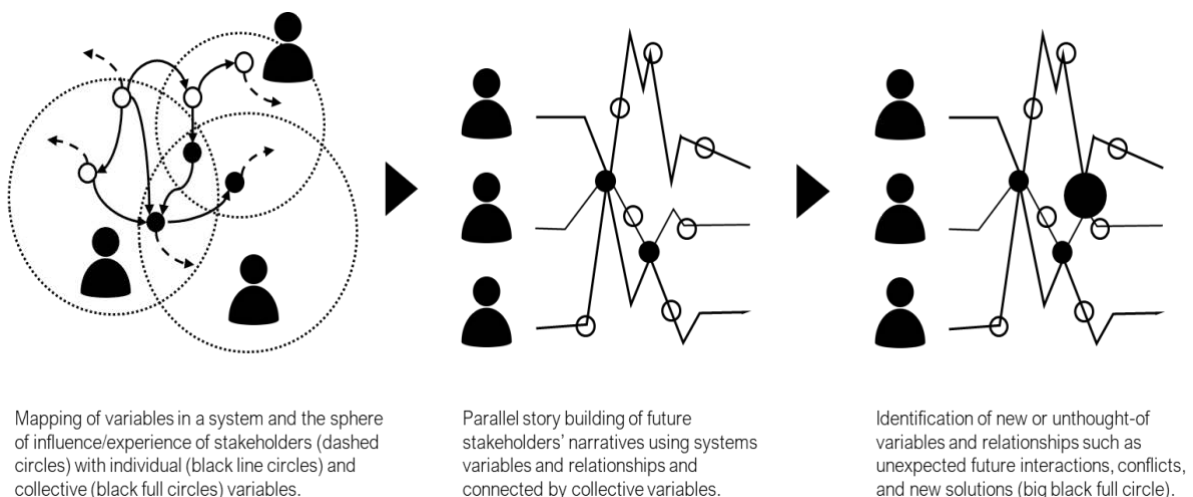 Mapping of variables in a system and the sphere
of influence/experience of stakeholders (dashed
circles) with individual (black line circles) and
collective (black full circles) variables.
Parallel story building of future
stakeholders' narratives using systems
variables and relationships and
connected by collective variables.
Identification of new or unthought-of
variables and relationships such as
unexpected future interactions, conflicts,
and new solutions (big black full circle).